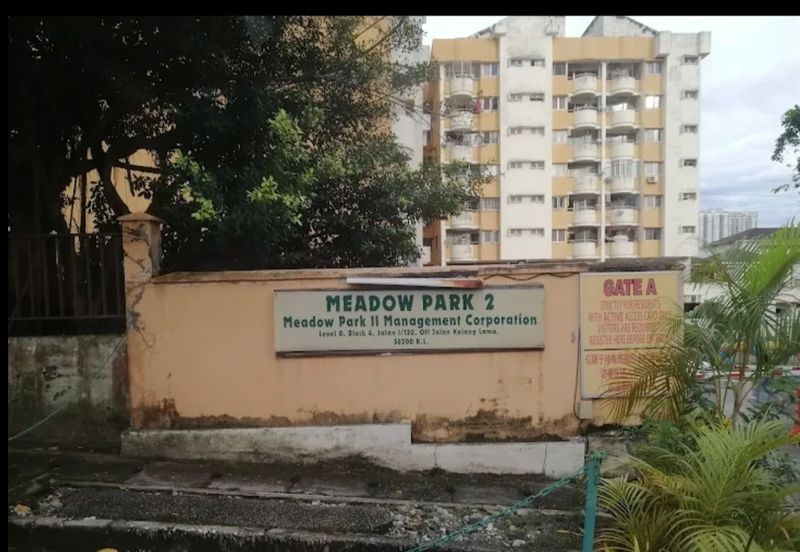 MEADOW PARK 2
Meadow Park II Management Corporation
Level 0, Block 4, Jalan 1/130, Off Jalan Kelang Lama,
58200 K.L.
GATE A
STRICTLY FOR RESIDENTS
WITH ACTIVE ACCESS CARD ONLY
VISITORS ARE REQUIRED
REGISTER HERE BEFORE